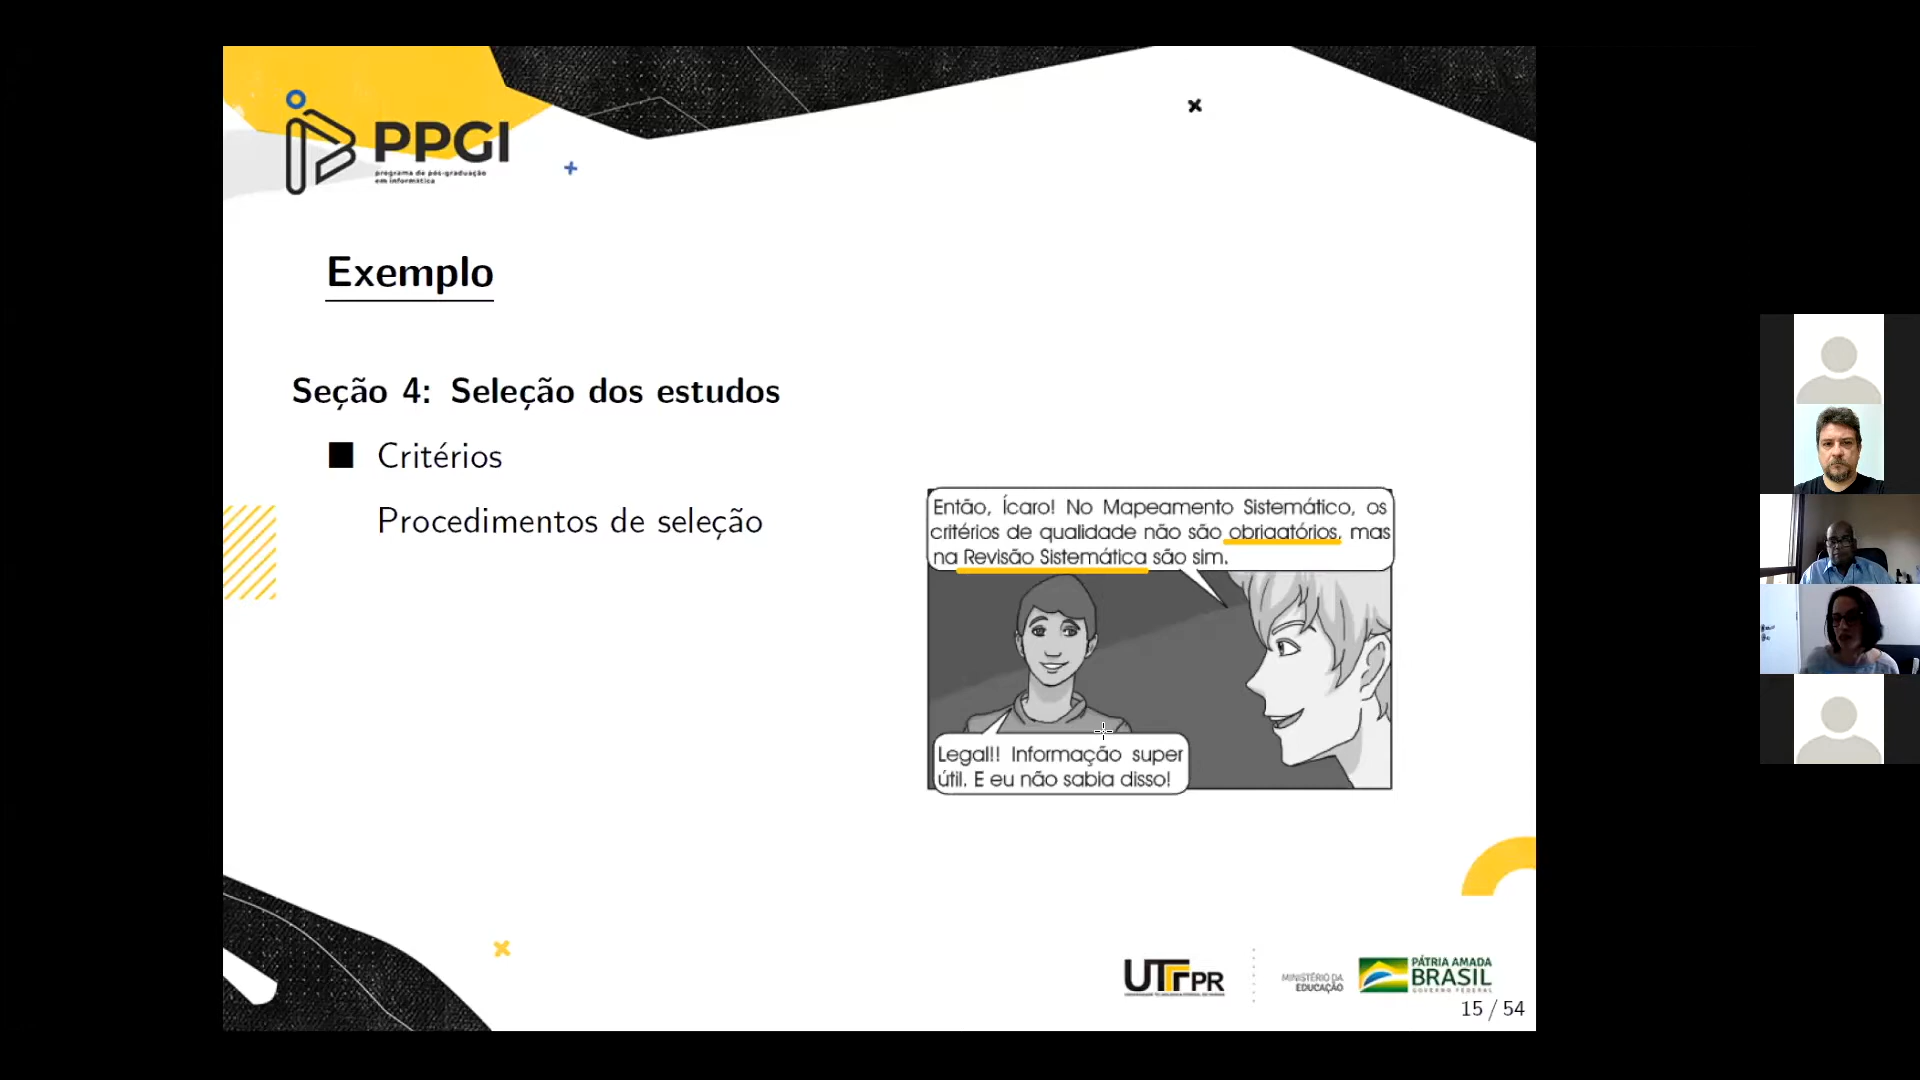 PPGI
programa de pós-graduação
em informática
Exemplo
Seção 4: Seleção dos estudos
Critérios
Procedimentos de seleção
Então, Ícaro! No Mapeamento Sistemático, os
critérios de qualidade não são obrigatórios, mas
na Revisão Sistemática são sim.
Legal!! Informação super
útil. E eu não sabia disso!
UTFPR
MINISTÉRIO DA
EDUCAÇÃO
PÁTRIA AMADA
BRASIL
GOVERNO FEDERAL
15 / 54